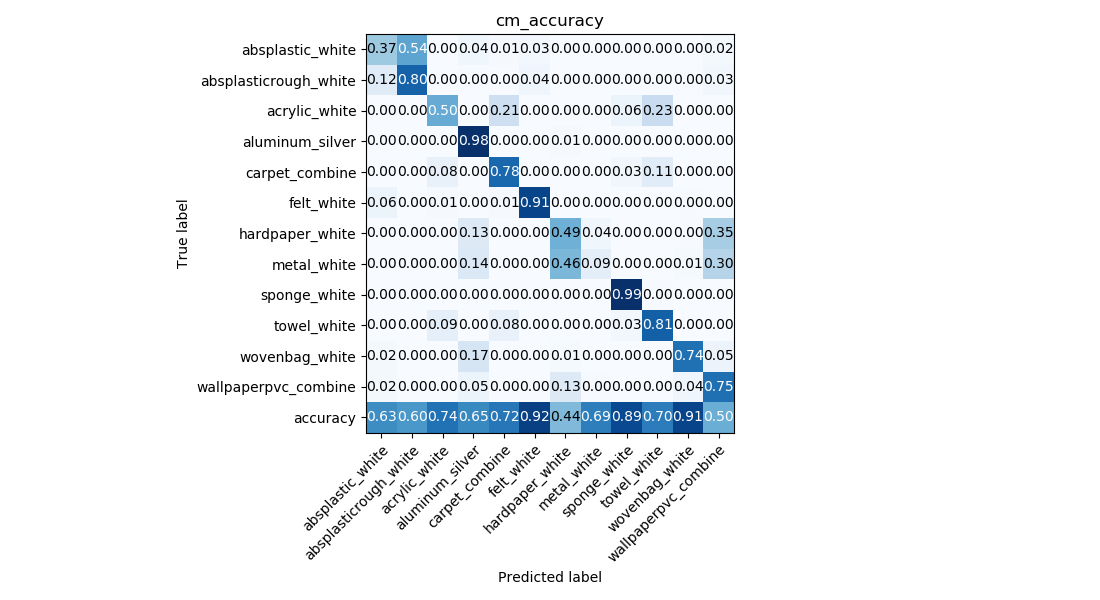 cm_accuracy
absplastic_white 0.37 0.54 0.00 0.04 0.01 0.03 0.00 0.00 0.00 0.00 0.00 0.02
absplasticrough_white 0.12 0.80 0.00 0.00 0.00 0.04 0.00 0.00 0.00 0.00 0.00 0.03
acrylic_white 0.00 0.00 0.50 0.00 0.21 0.00 0.00 0.00 0.06 0.23 0.00 0.00
aluminum_silver 0.00 0.00 0.00 0.98 0.00 0.00 0.01 0.00 0.00 0.00 0.00 0.00
carpet_combine 0.00 0.00 0.08 0.00 0.78 0.00 0.00 0.00 0.03 0.11 0.00 0.00
felt_white 0.06 0.00 0.01 0.00 0.01 0.91 0.00 0.00 0.00 0.00 0.00 0.00
hardpaper_white 0.00 0.00 0.00 0.13 0.00 0.00 0.49 0.04 0.00 0.00 0.00 0.35
metal_white 0.00 0.00 0.00 0.14 0.00 0.00 0.46 0.09 0.00 0.00 0.01 0.30
sponge_white 0.00 0.00 0.00 0.00 0.00 0.00 0.00 0.00 0.99 0.00 0.00 0.00
towel_white 0.00 0.00 0.09 0.00 0.08 0.00 0.00 0.00 0.03 0.81 0.00 0.00
wovenbag_white 0.02 0.00 0.00 0.17 0.00 0.00 0.01 0.00 0.00 0.00 0.74 0.05
wallpaperpvc_combine 0.02 0.00 0.00 0.05 0.00 0.00 0.13 0.00 0.00 0.00 0.04 0.75
accuracy 0.63 0.60 0.74 0.65 0.72 0.92 0.44 0.69 0.89 0.70 0.91 0.50
True label
absplastic_white
absplasticrough_white
acrylic_white
aluminum_silver
carpet_combine
felt_white
hardpaper_white
metal_white
sponge_white
towel_white
wovenbag_white
wallpaperpvc_combine
Predicted label